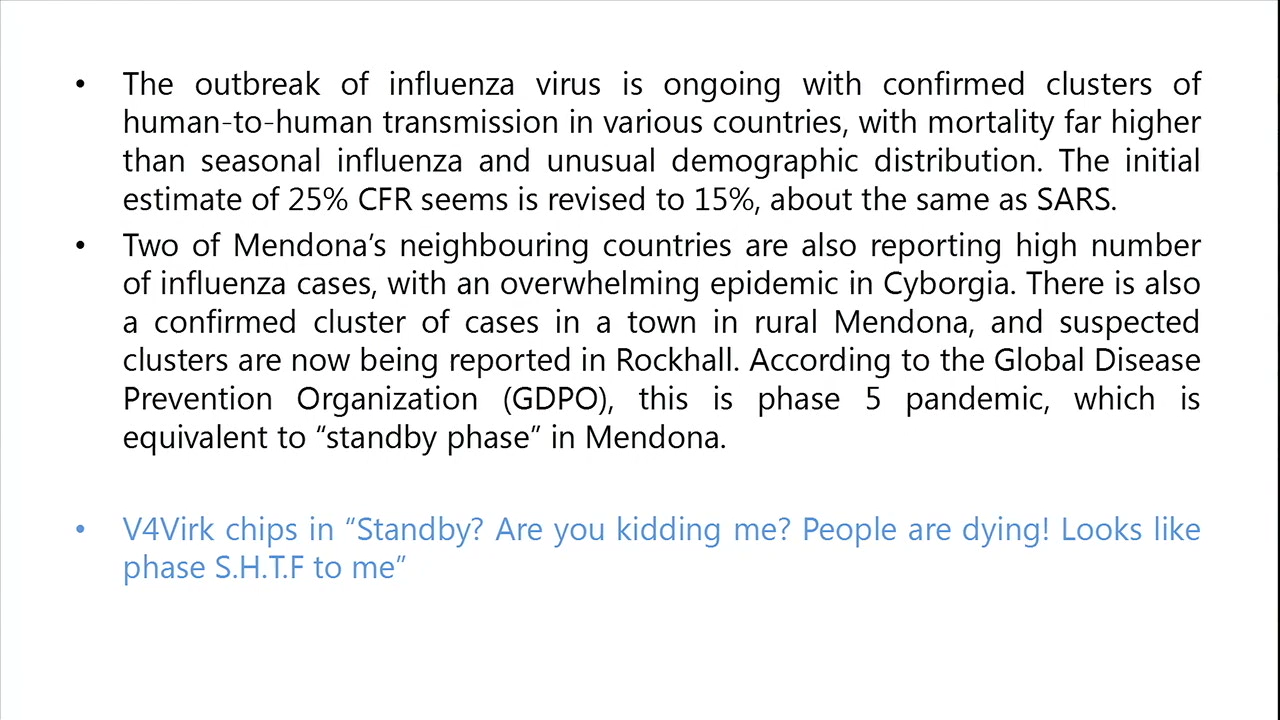 • The outbreak of influenza virus is ongoing with confirmed clusters of
human-to-human transmission in various countries, with mortality far higher
than seasonal influenza and unusual demographic distribution. The initial
estimate of 25% CFR seems is revised to 15%, about the same as SARS.
• Two of Mendona’s neighbouring countries are also reporting high number
of influenza cases, with an overwhelming epidemic in Cyborgia. There is also
a confirmed cluster of cases in a town in rural Mendona, and suspected
clusters are now being reported in Rockhall. According to the Global Disease
Prevention Organization (GDPO), this is phase 5 pandemic, which is
equivalent to “standby phase” in Mendona.
• V4Virk chips in “Standby? Are you kidding me? People are dying! Looks like
phase S.H.T.F to me”